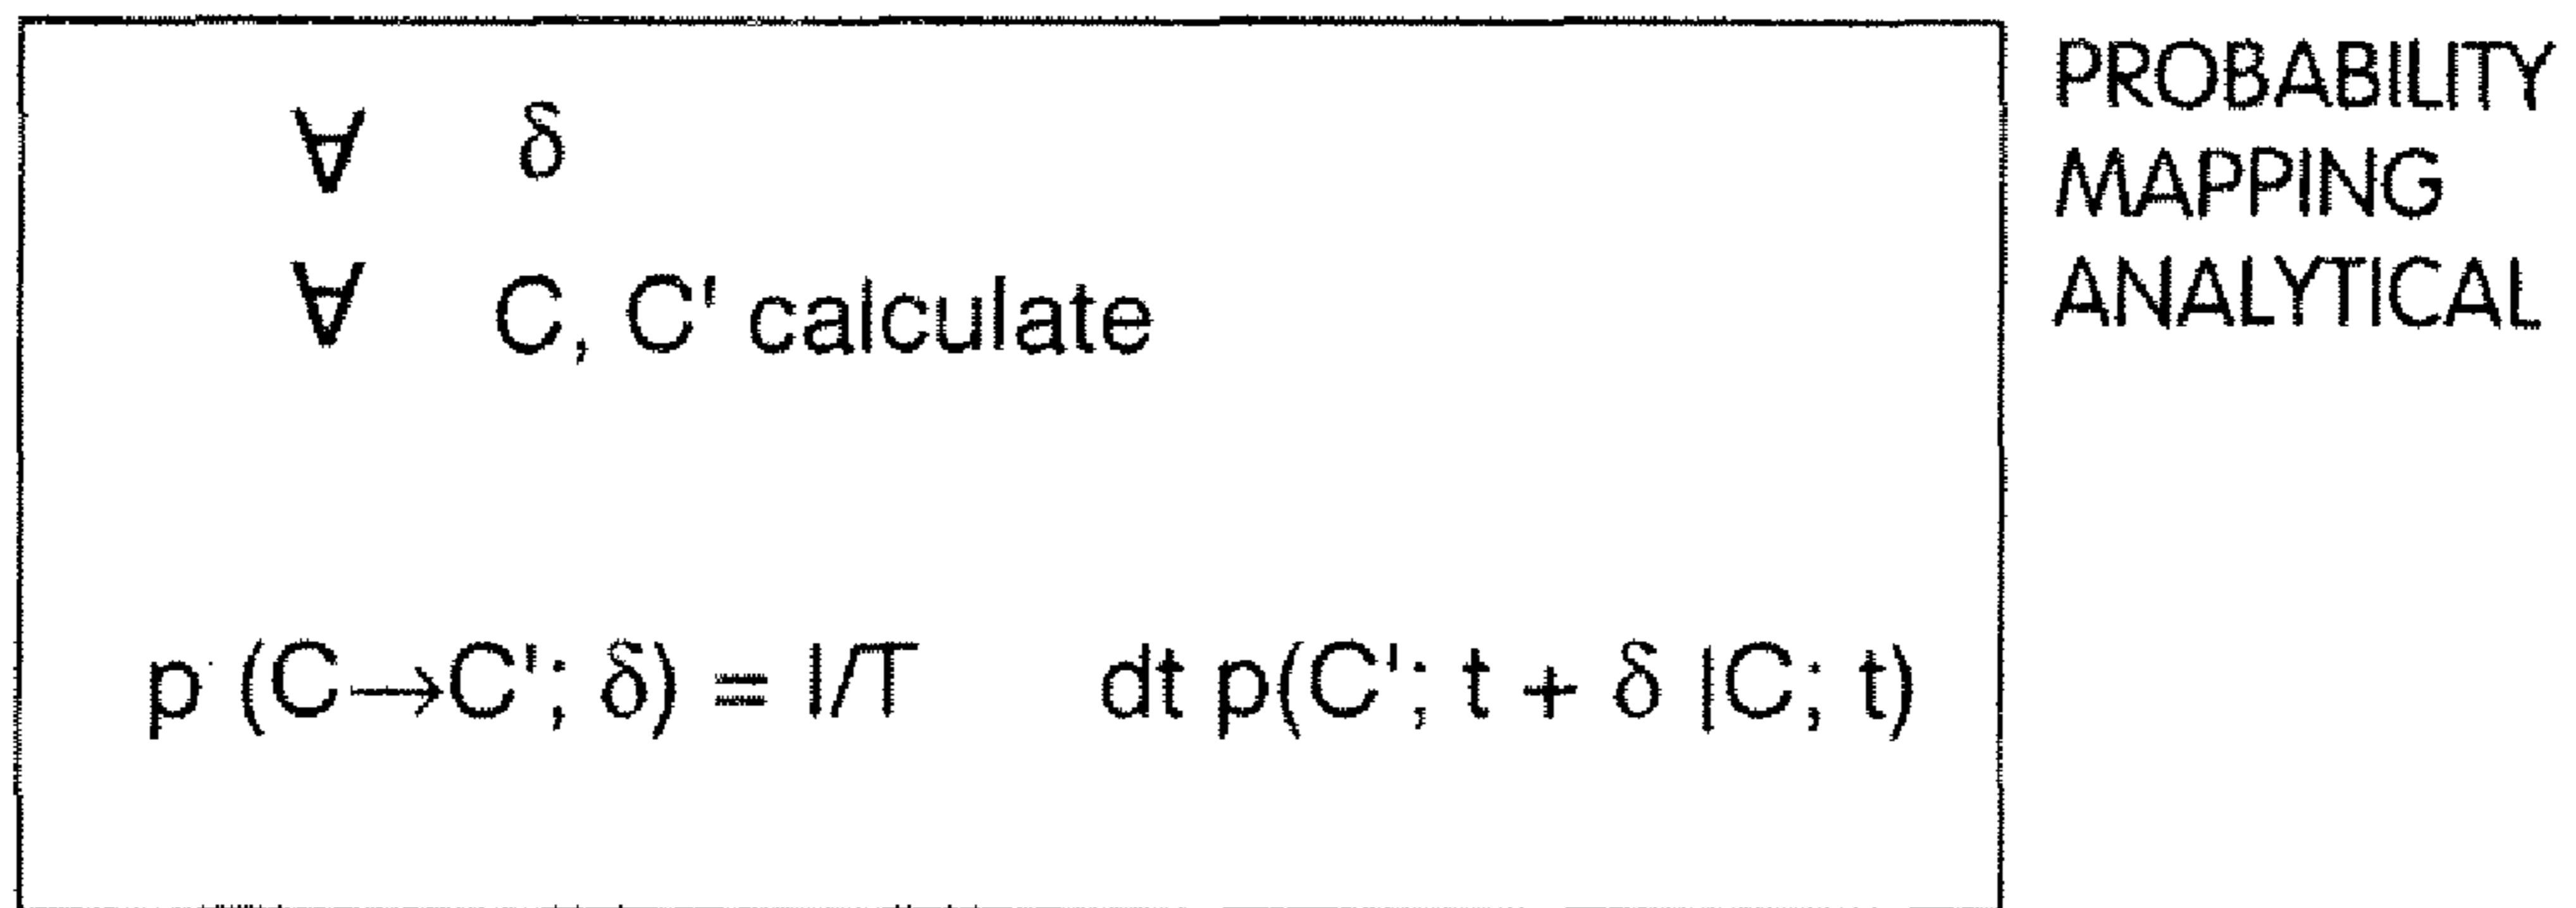 ∀ δ
∀ C, C' calculate
p (C→C'; δ) = I/T dt p(C'; t + δ |C; t)
PROBABILITY
MAPPING
ANALYTICAL